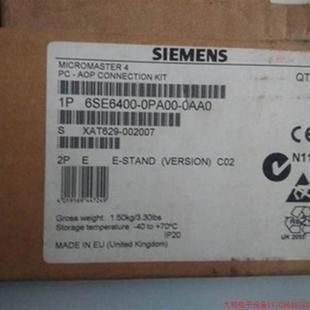 SIEMENS
MICROMASTER 4
PC - AOP CONNECTION KIT
QT
1P 6SE6400-0PA00-0AA0
S XAT629-002007
2P E E-STAND (VERSION) C02
N11
Gross weight: 1.50kg/3.30lbs
Storage temperature -40 to +70°C
IP20
MADE IN EU (United Kingdom)